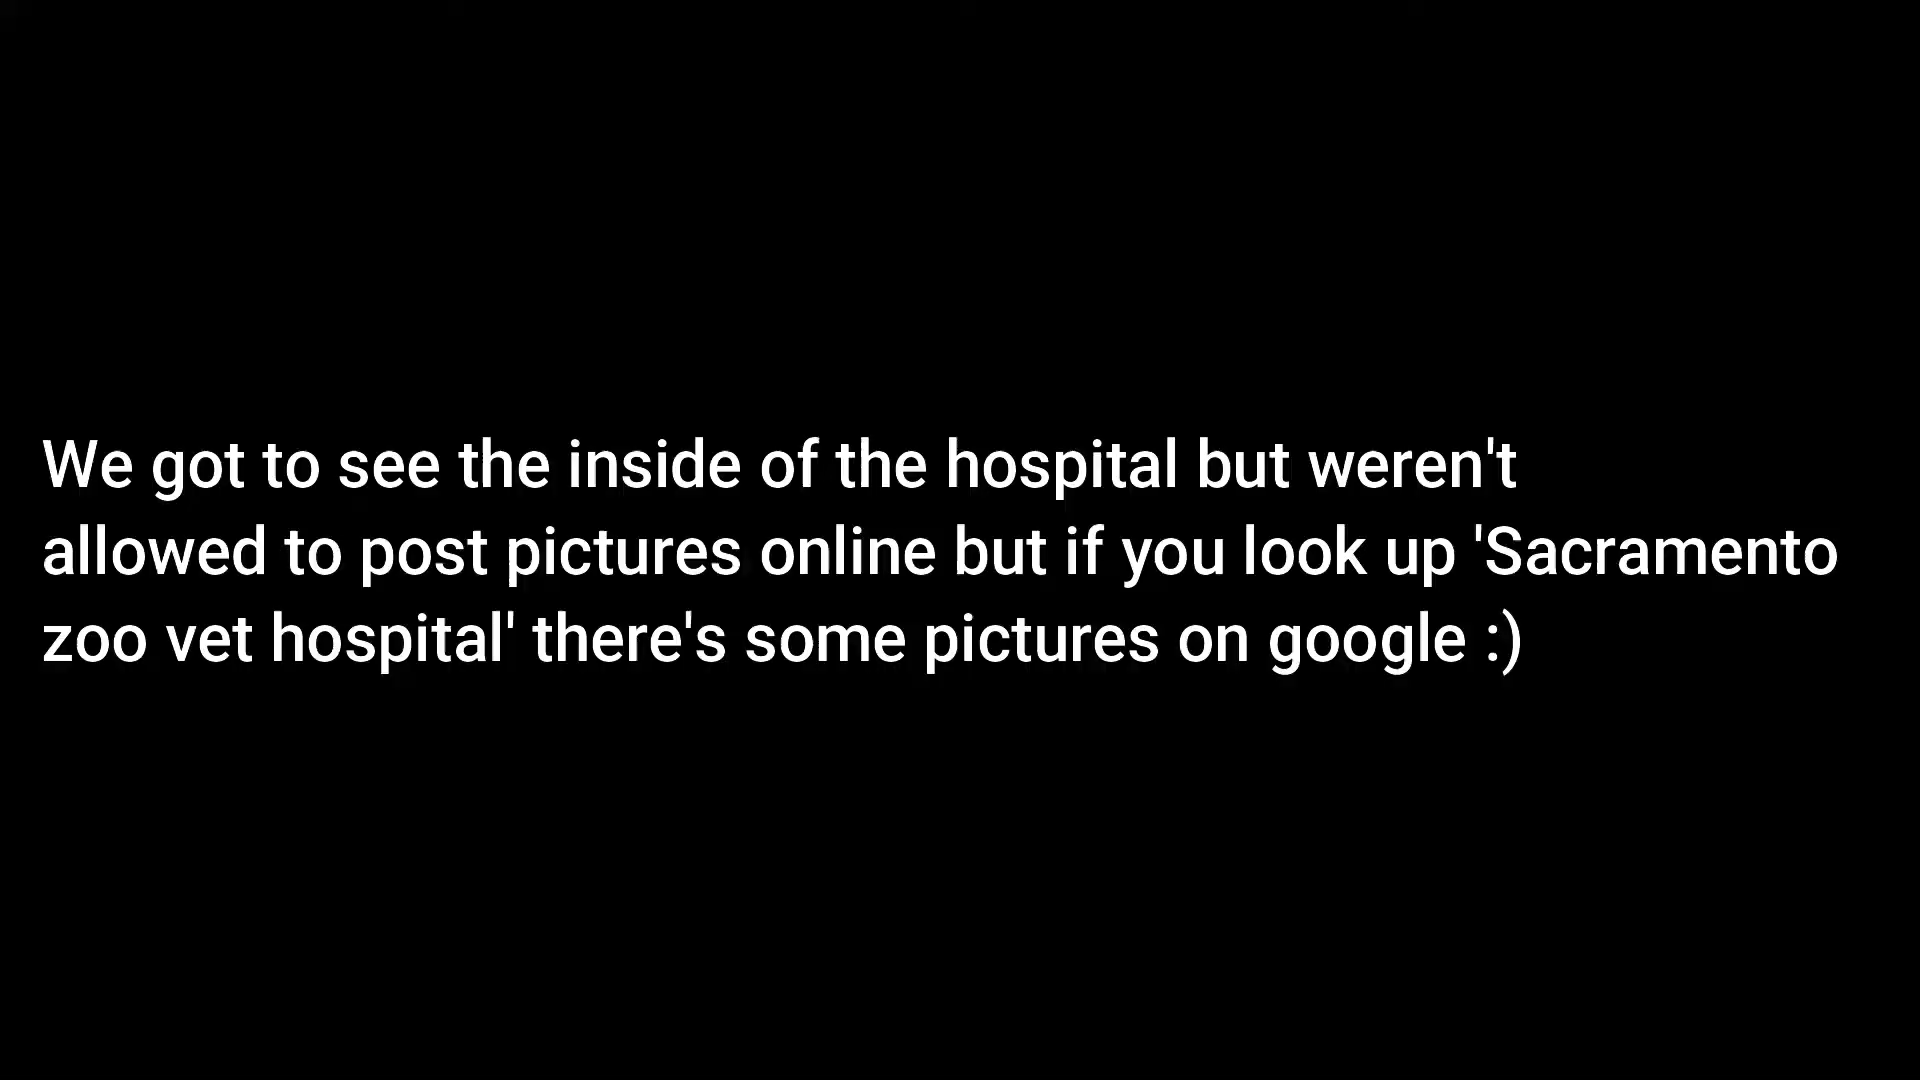 We got to see the inside of the hospital but weren't
allowed to post pictures online but if you look up 'Sacramento
zoo vet hospital' there's some pictures on google :)